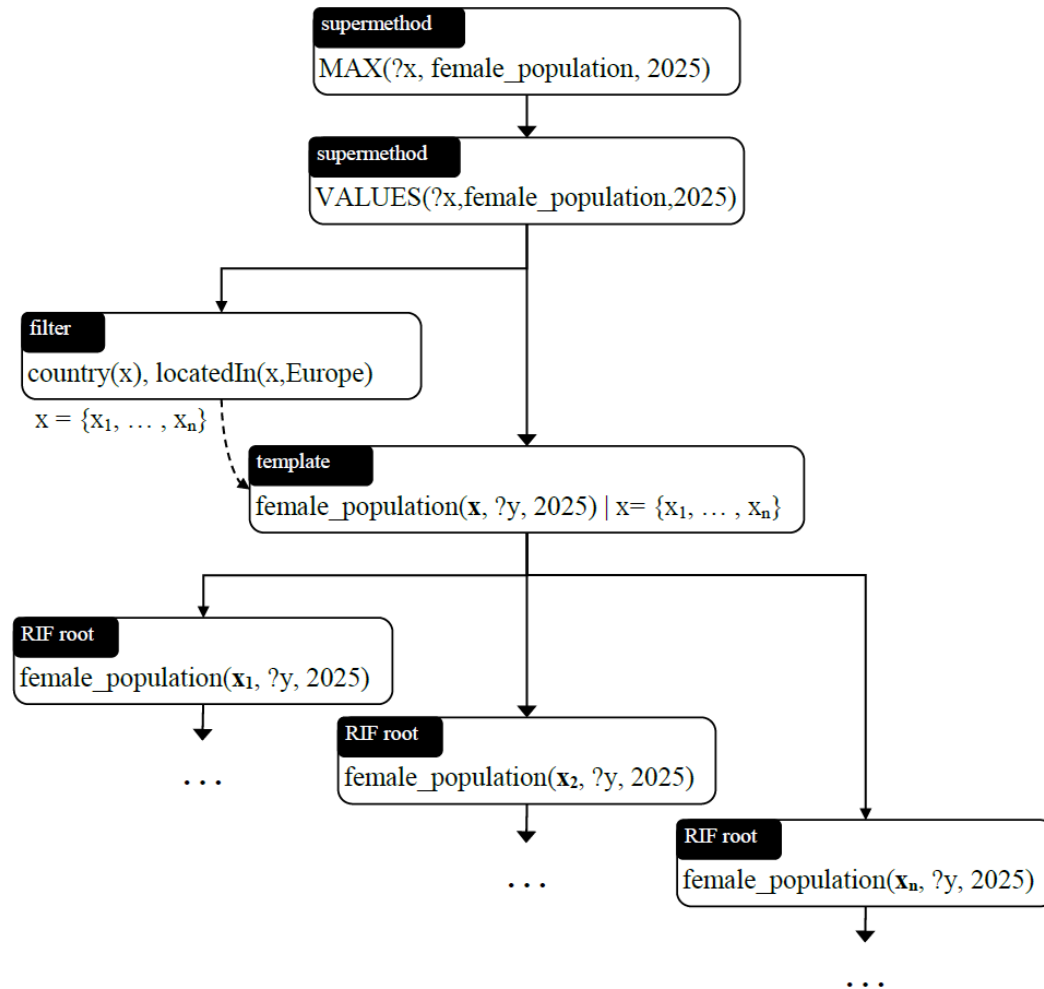 supermethod
MAX(?x, female_population, 2025)
supermethod
VALUES(?x,female_population,2025)
filter
country(x), locatedIn(x,Europe)
x = {x₁, … , xₙ}
template
female_population(x, ?y, 2025) | x= {x₁, … , xₙ}
RIF root
female_population(x₁, ?y, 2025)
...
RIF root
female_population(x₂, ?y, 2025)
...
RIF root
female_population(xₙ, ?y, 2025)
...